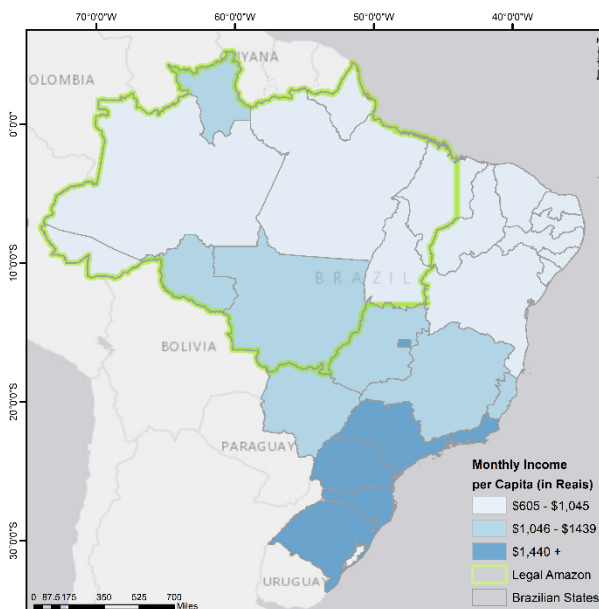 70°0'0"W 60°0'0"W 50°0'0"W 40°0'0"W
UYANA
OLOMBIA
0°0'0"
10°0'0"S
BRAZIL
BOLIVIA
20°0'0"S
PARAGUAY
Monthly Income
per Capita (in Reais)
$605 - $1,045
$1,046 - $1439
$1,440 +
30°0'0"S
Legal Amazon
URUGUAY
Brazilian States
0 87.5 175 350 525 700
Miles